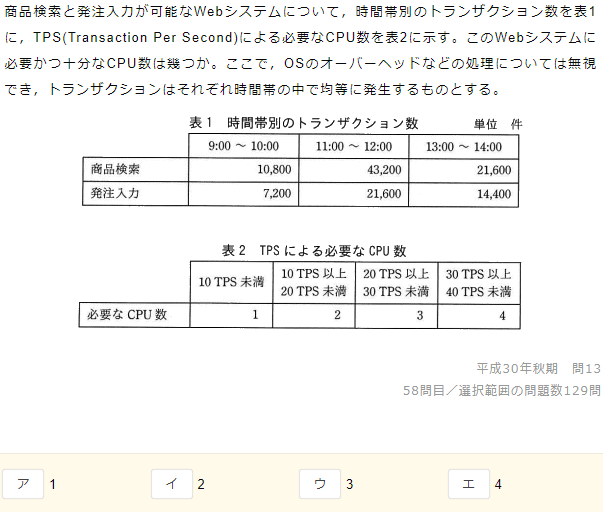 商品検索と発注入力が可能なWebシステムについて，時間帯別のトランザクション数を表1
に，TPS(Transaction Per Second)による必要なCPU数を表2に示す。このWebシステムに
必要かつ十分なCPU数は幾つか。ここで，OSのオーバーヘッドなどの処理については無視
でき，トランザクションはそれぞれ時間帯の中で均等に発生するものとする。
表1　時間帯別のトランザクション数　単位　件
9:00 ～ 10:00　11:00 ～ 12:00　13:00 ～ 14:00
商品検索　10,800　43,200　21,600
発注入力　7,200　21,600　14,400
表2　TPS による必要な CPU 数
10 TPS 未満　10 TPS 以上　20 TPS 以上　30 TPS 以上
20 TPS 未満　30 TPS 未満　40 TPS 未満
必要な CPU 数　1　2　3　4
平成30年秋期　問13
58問目／選択範囲の問題数129問
ア　1　イ　2　ウ　3　エ　4